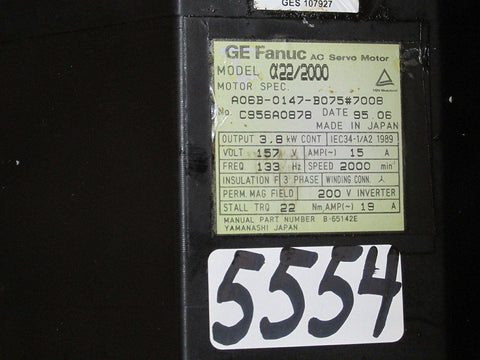 GES 107927
GE Fanuc AC Servo Motor
MODEL α22/2000
MOTOR SPEC.
A06B-0147-B075#7008
No. C956A0878 DATE 95.06
MADE IN JAPAN
OUTPUT 3.8 kW CONT (IEC34-1/A2 1989
VOLT 157 V AMP(~) 15 A
FREQ. 133 Hz SPEED 2000 min⁻
INSULATION F 3 PHASE WINDING CONN. 人
PERM. MAG FIELD 200 V INVERTER
STALL TRQ 22 Nm, AMP(~) 19 A
MANUAL PART NUMBER B-65142E
YAMANASHI JAPAN
5554